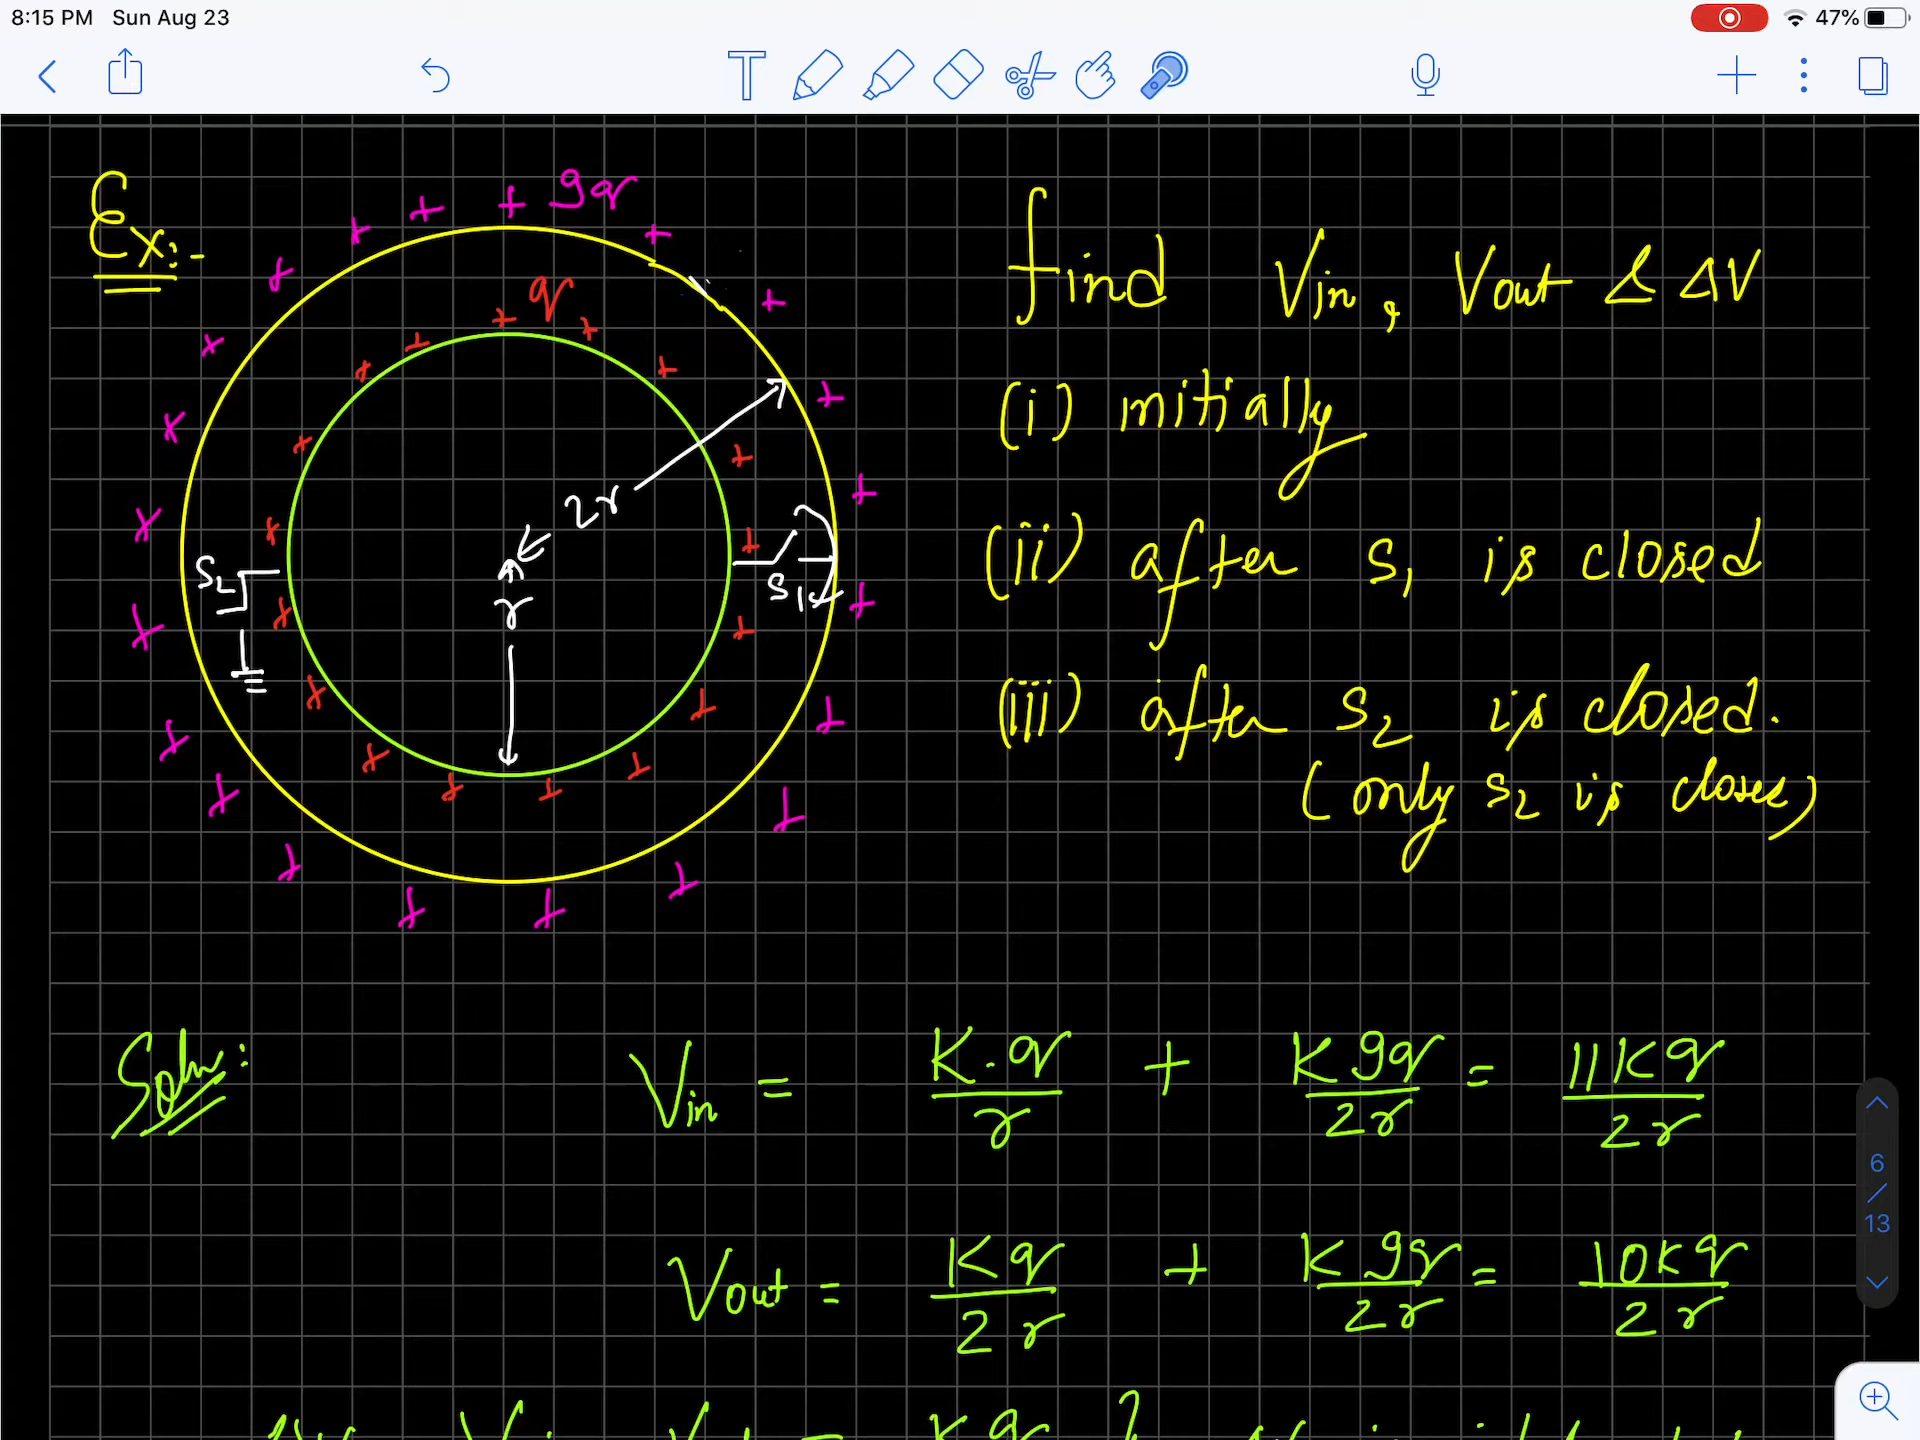 8:15 PM Sun Aug 23
47%
Ex:-
9q
q
2r
r
S2
S1
find Vin, Vout & ΔV
(i) initially
(ii) after S1 is closed
(iii) after S2 is closed.
(only S2 is closed)
Soln:
Vin = K.q/r + K9q/2r = 11Kq/2r
Vout = Kq/2r + K9q/2r = 10Kq/2r
6
/
13